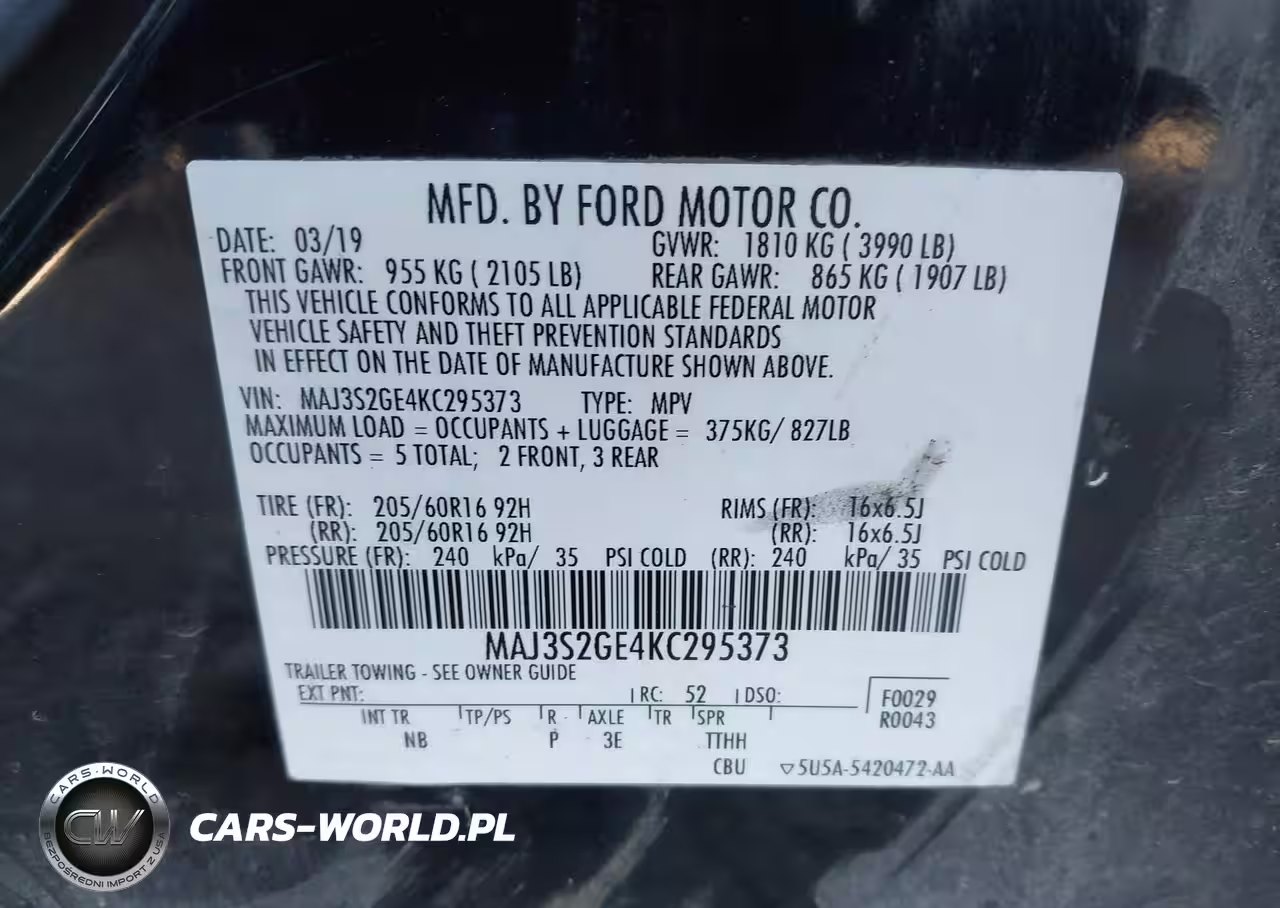 MFD. BY FORD MOTOR CO.
DATE: 03/19 GVWR: 1810 KG ( 3990 LB)
FRONT GAWR: 955 KG ( 2105 LB) REAR GAWR: 865 KG ( 1907 LB)
THIS VEHICLE CONFORMS TO ALL APPLICABLE FEDERAL MOTOR
VEHICLE SAFETY AND THEFT PREVENTION STANDARDS
IN EFFECT ON THE DATE OF MANUFACTURE SHOWN ABOVE.
VIN: MAJ3S2GE4KC295373 TYPE: MPV
MAXIMUM LOAD = OCCUPANTS + LUGGAGE = 375KG/ 827LB
OCCUPANTS = 5 TOTAL; 2 FRONT, 3 REAR
TIRE (FR): 205/60R16 92H RIMS (FR): 16x6.5J
(RR): 205/60R16 92H (RR): 16x6.5J
PRESSURE (FR): 240 kPa/ 35 PSI COLD (RR): 240 kPa/ 35 PSI COLD
MAJ3S2GE4KC295373
TRAILER TOWING - SEE OWNER GUIDE
EXT PNT: RC: 52 DSO: F0029
INT TR TP/PS R AXLE TR SPR R0043
NB P 3E TTHH
CBU ▽5U5A-5420472-AA
CARS-WORLD
CW
BEZPOŚREDNI IMPORT Z USA
CARS-WORLD.PL